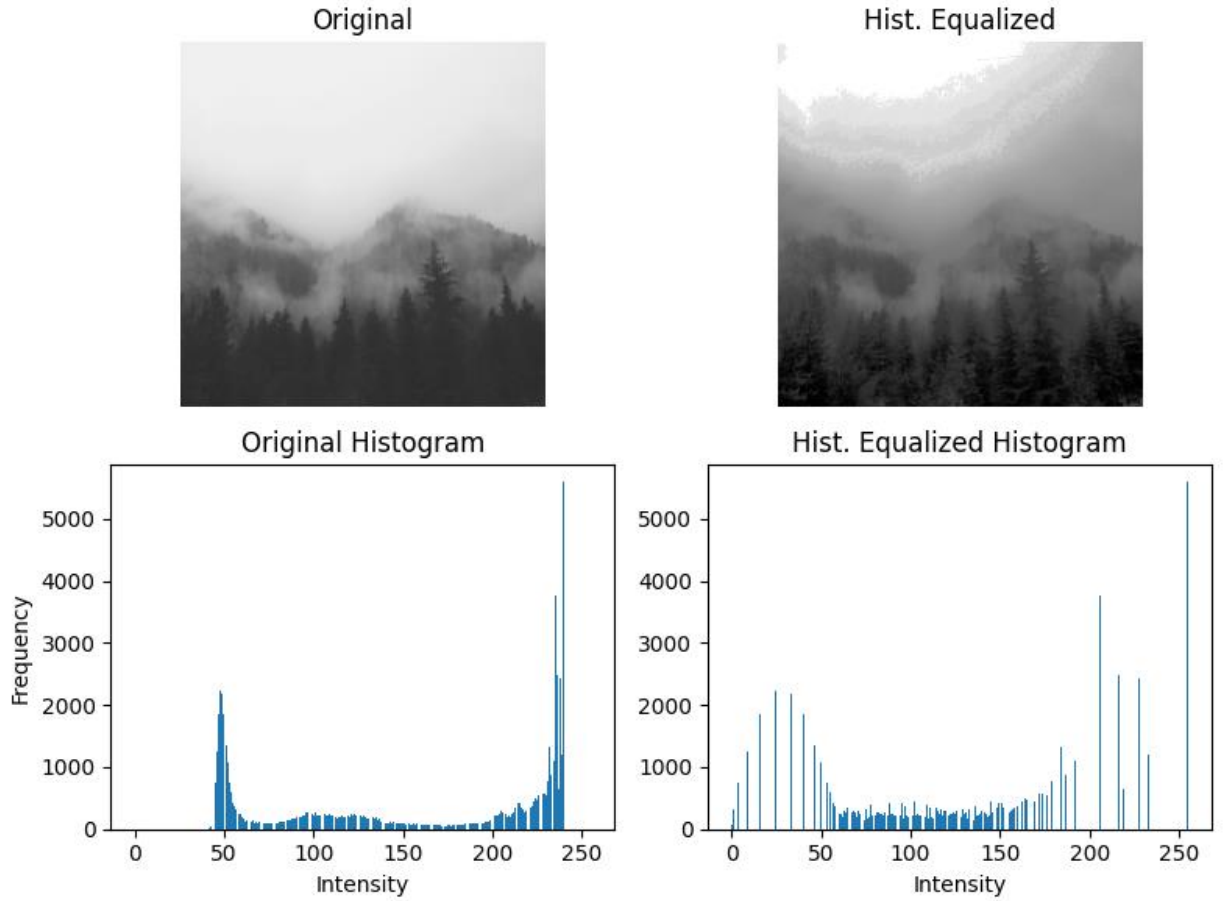 Original
Hist. Equalized
Original Histogram
Hist. Equalized Histogram
Frequency
5000
4000
3000
2000
1000
0
0 50 100 150 200 250
Intensity
5000
4000
3000
2000
1000
0
0 50 100 150 200 250
Intensity